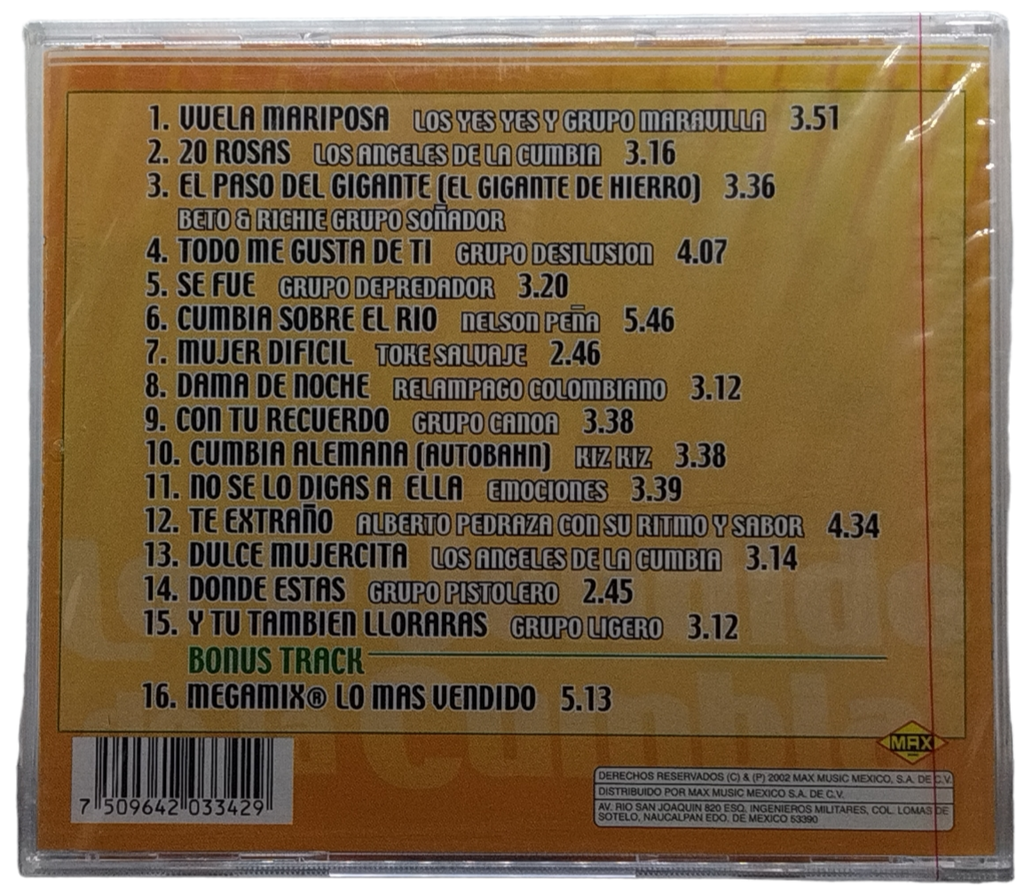 1. VUELA MARIPOSA LOS YES YES Y GRUPO MARAVILLA 3.51
2. 20 ROSAS LOS ANGELES DE LA CUMBIA 3.16
3. EL PASO DEL GIGANTE (EL GIGANTE DE HIERRO) 3.36
BETO & RICHIE GRUPO SOÑADOR
4. TODO ME GUSTA DE TI GRUPO DESILUSION 4.07
5. SE FUE GRUPO DEPREDADOR 3.20
6. CUMBIA SOBRE EL RIO NELSON PEÑA 5.46
7. MUJER DIFICIL TOKE SALVAJE 2.46
8. DAMA DE NOCHE RELAMPAGO COLOMBIANO 3.12
9. CON TU RECUERDO GRUPO CANOA 3.38
10. CUMBIA ALEMANA (AUTOBAHN) KIZ KIZ 3.38
11. NO SE LO DIGAS A ELLA EMOCIONES 3.39
12. TE EXTRAÑO ALBERTO PEDRAZA CON SU RITMO Y SABOR 4.34
13. DULCE MUJERCITA LOS ANGELES DE LA CUMBIA 3.14
14. DONDE ESTAS GRUPO PISTOLERO 2.45
15. Y TU TAMBIEN LLORARAS GRUPO LIGERO 3.12
BONUS TRACK
16. MEGAMIX® LO MAS VENDIDO 5.13
MAX
7 509642 033429
DERECHOS RESERVADOS (C) & (P) 2002 MAX MUSIC MEXICO, S.A. DE C.V.
DISTRIBUIDO POR MAX MUSIC MEXICO S.A. DE C.V.
AV. RIO SAN JOAQUIN 820 ESQ. INGENIEROS MILITARES, COL. LOMAS DE
SOTELO, NAUCALPAN EDO. DE MEXICO 53390